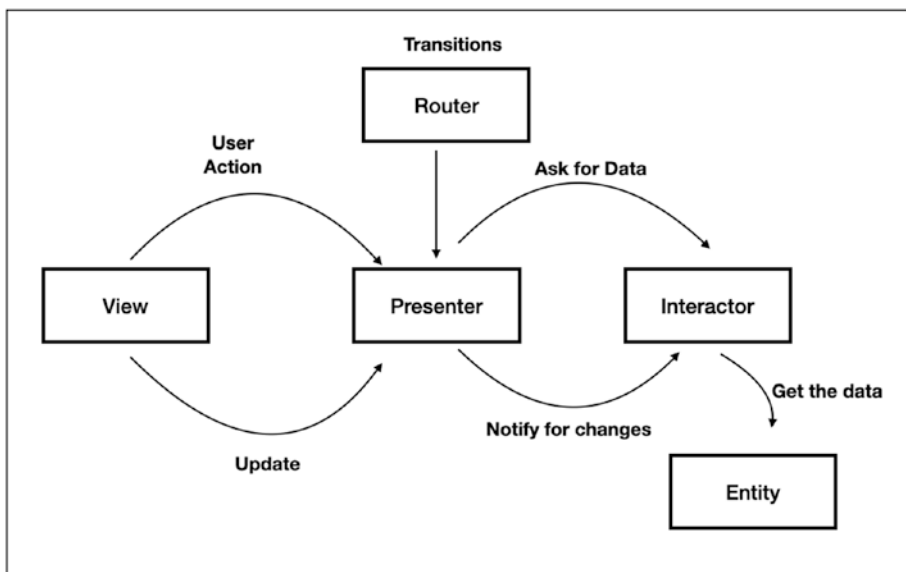 Transitions
Router
User
Action
Ask for Data
View
Presenter
Interactor
Get the data
Notify for changes
Update
Entity